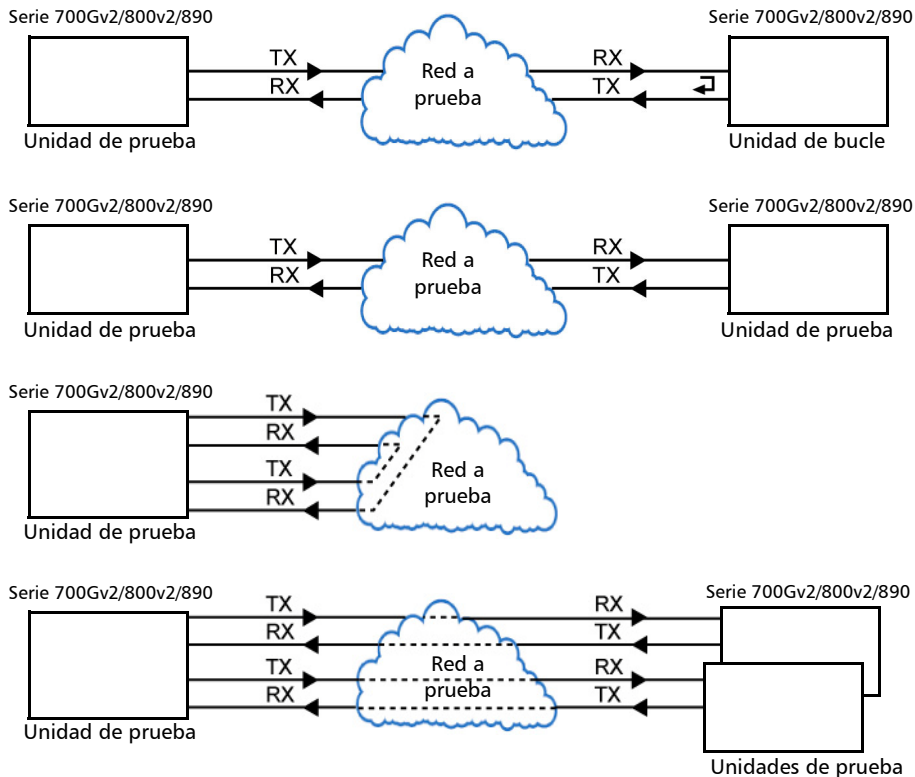 Serie 700Gv2/800v2/890
Serie 700Gv2/800v2/890
TX
RX
Red a
prueba
RX
TX
Unidad de prueba
Unidad de bucle
Serie 700Gv2/800v2/890
Serie 700Gv2/800v2/890
TX
RX
Red a
prueba
RX
TX
Unidad de prueba
Unidad de prueba
Serie 700Gv2/800v2/890
TX
RX
TX
RX
Red a
prueba
Unidad de prueba
Serie 700Gv2/800v2/890
Serie 700Gv2/800v2/890
TX
RX
TX
RX
Red a
prueba
RX
TX
RX
TX
Unidad de prueba
Unidades de prueba